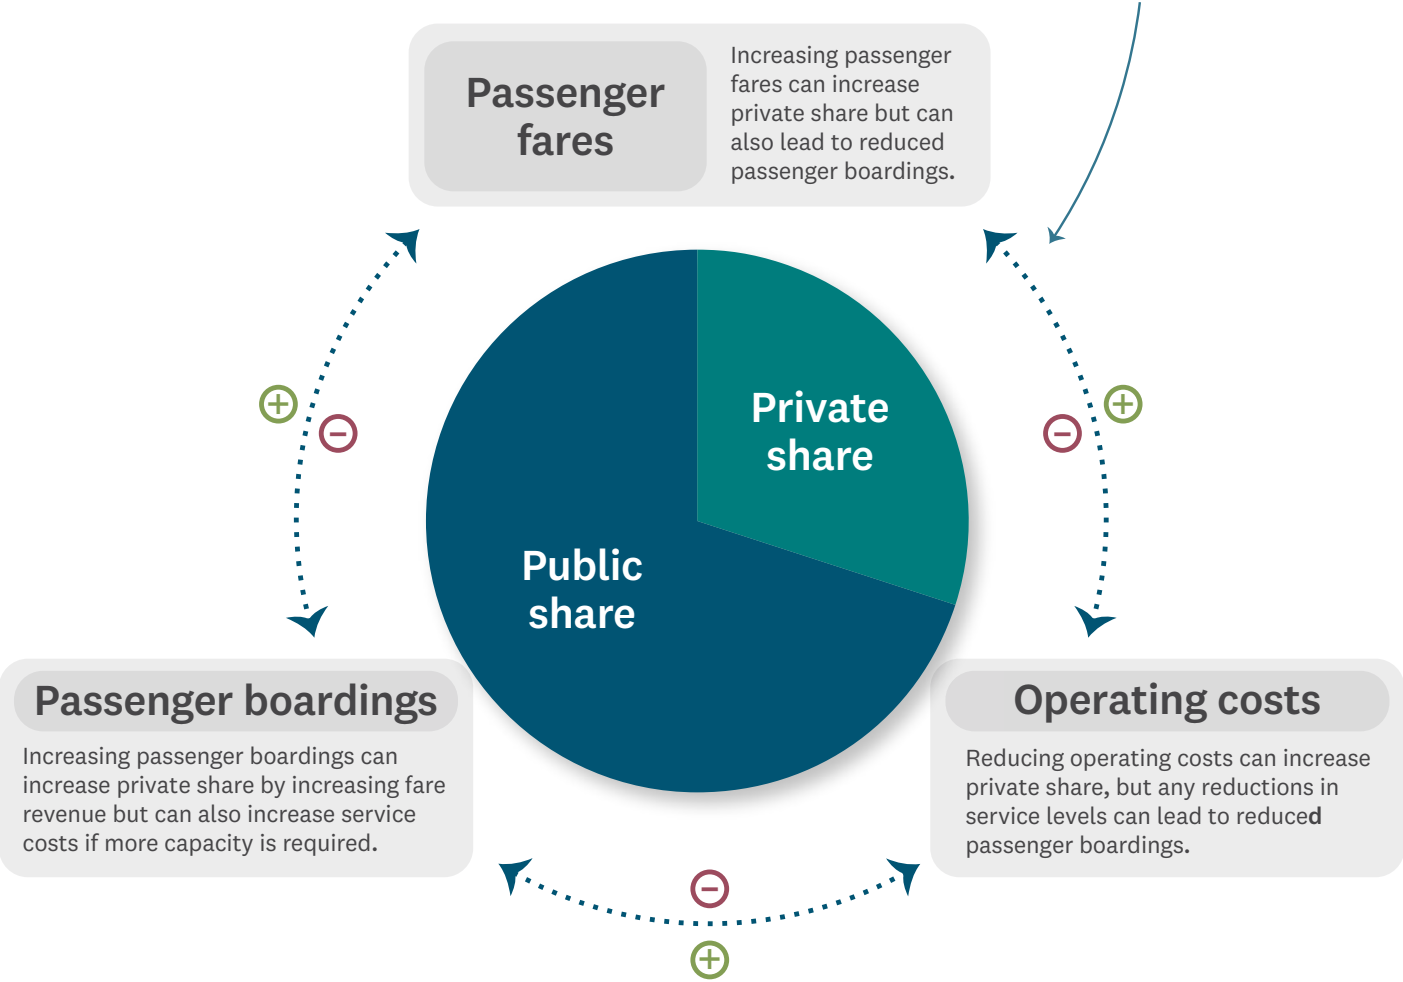 Passenger
fares
Increasing passenger
fares can increase
private share but can
also lead to reduced
passenger boardings.
Private
share
Public
share
Passenger boardings
Increasing passenger boardings can
increase private share by increasing fare
revenue but can also increase service
costs if more capacity is required.
Operating costs
Reducing operating costs can increase
private share, but any reductions in
service levels can lead to reduced
passenger boardings.